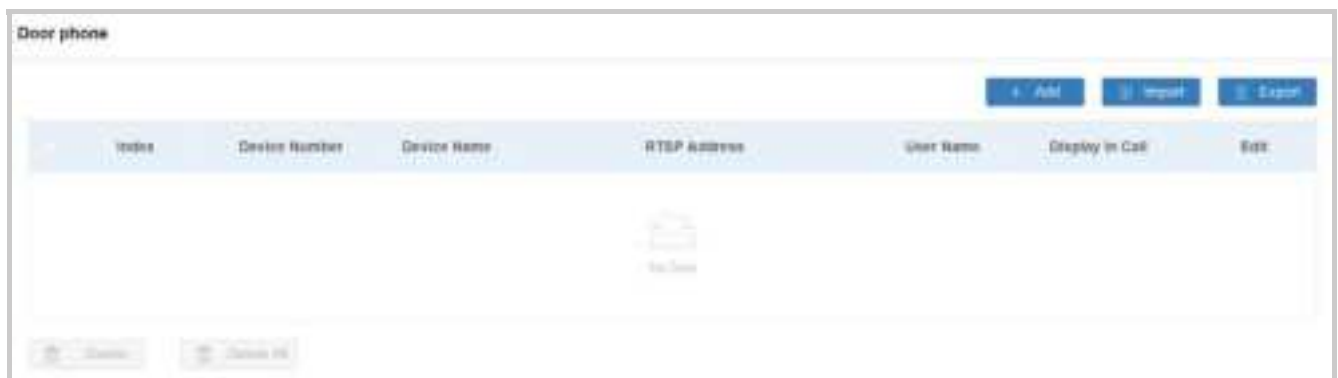 Door phone
+ Add Import Export
Index Device Number Device Name RTSP Address User Name Display In Call Edit
No Data
Delete Delete All